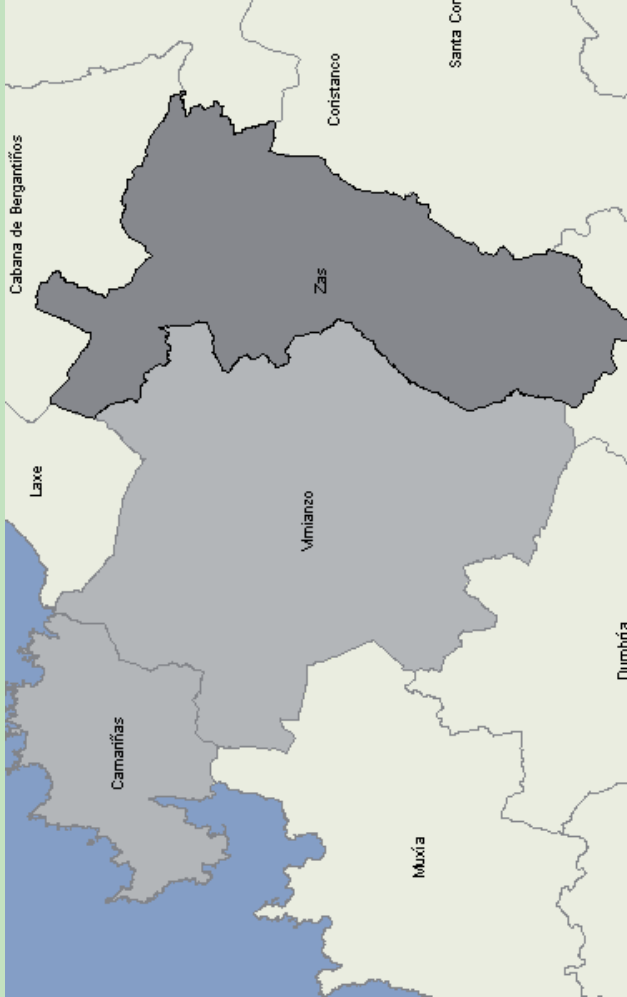 Cabana de Bergantiños
Santa Cor
Coristanco
Zas
Laxe
Vimianzo
Camariñas
Muxía
Dumbría